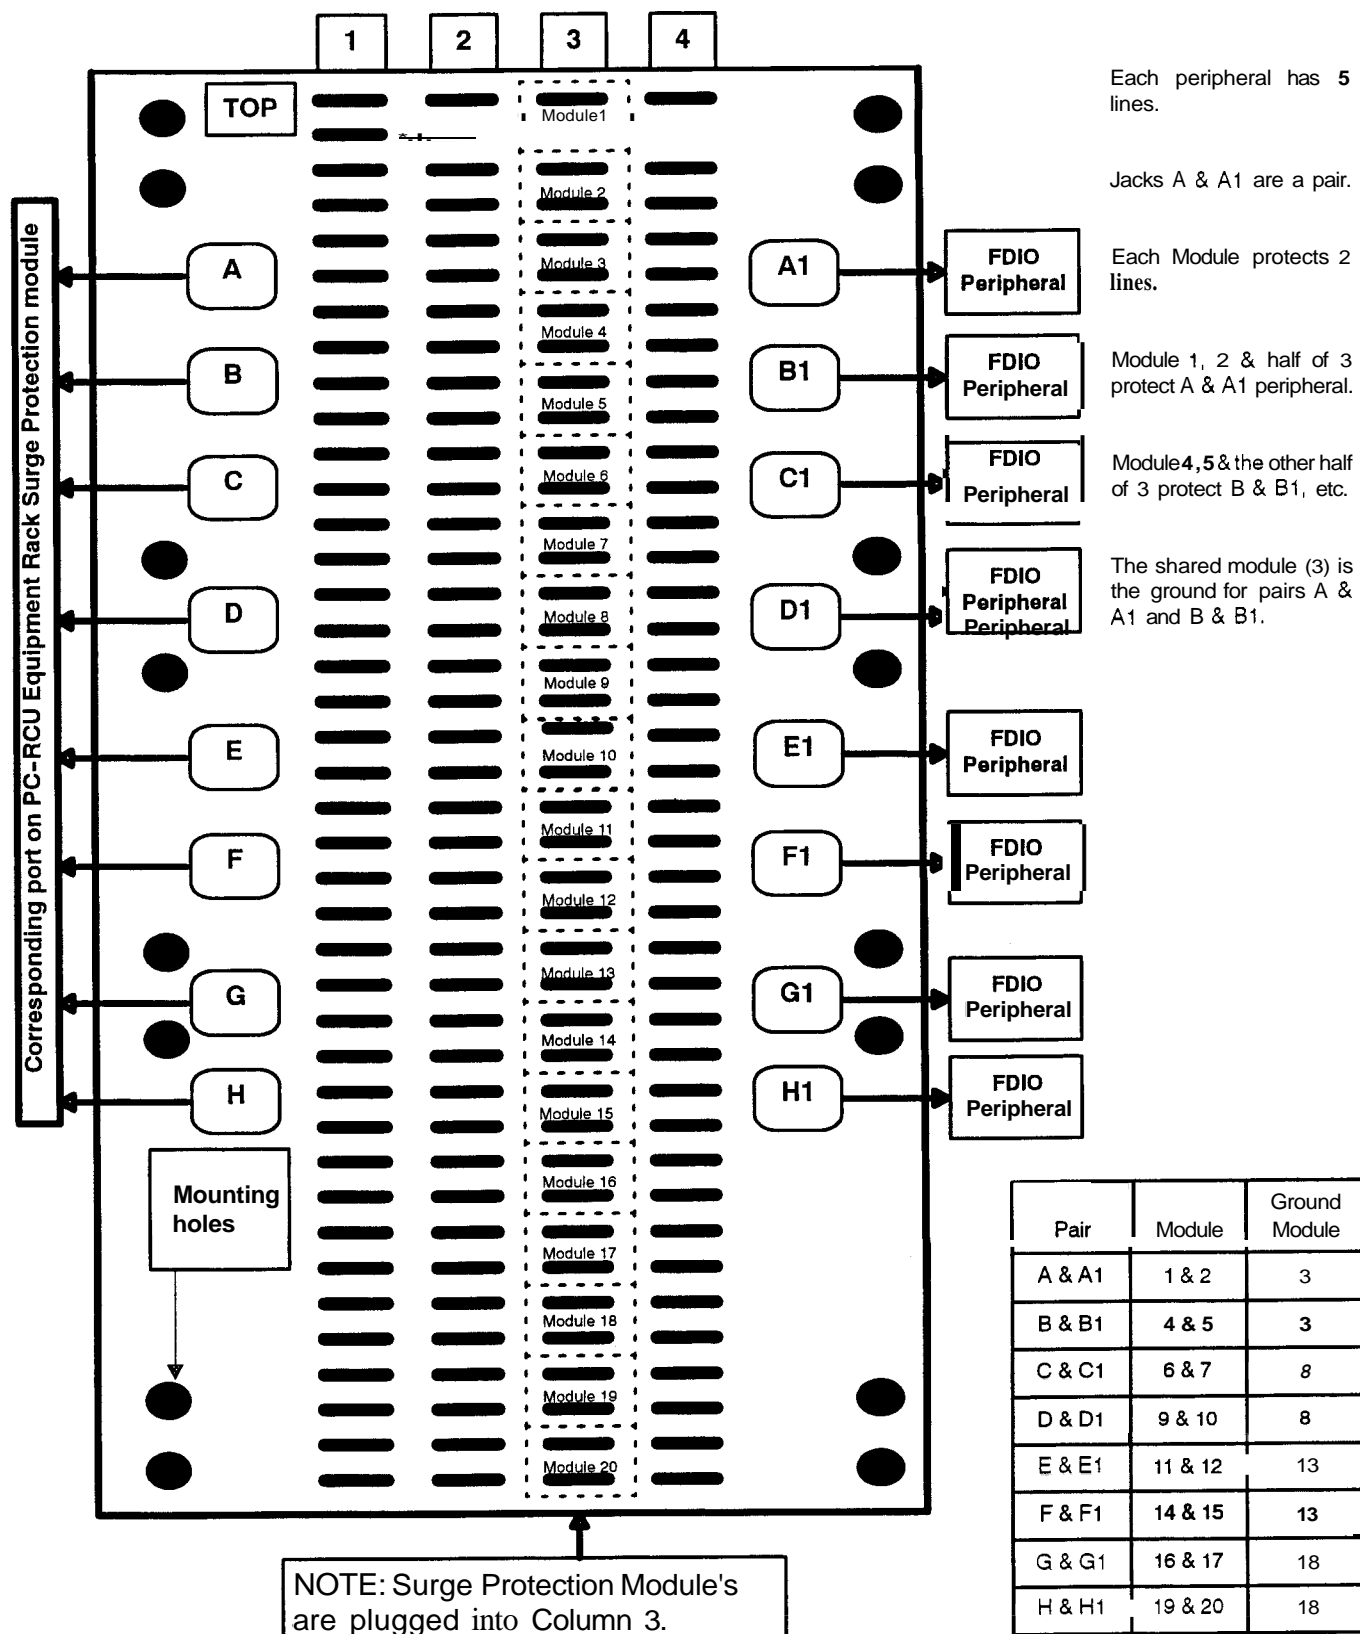 1 2 3 4
TOP
Module1
Module 2
Module 3
Module 4
Module 5
Module 6
Module 7
Module 8
Module 9
Module 10
Module 11
Module 12
Module 13
Module 14
Module 15
Module 16
Module 17
Module 18
Module 19
Module 20
Corresponding port on PC-RCU Equipment Rack Surge Protection module
A
B
C
D
E
F
G
H
Mounting
holes
A1
B1
C1
D1
E1
F1
G1
H1
FDIO
Peripheral
FDIO
Peripheral
FDIO
Peripheral
FDIO
Peripheral
Peripheral
FDIO
Peripheral
FDIO
Peripheral
FDIO
Peripheral
FDIO
Peripheral
Each peripheral has 5
lines.
Jacks A & A1 are a pair.
Each Module protects 2
lines.
Module 1, 2 & half of 3
protect A & A1 peripheral.
Module 4,5 & the other half
of 3 protect B & B1, etc.
The shared module (3) is
the ground for pairs A &
A1 and B & B1.
Pair Module Ground
Module
A & A1 1 & 2 3
B & B1 4 & 5 3
C & C1 6 & 7 8
D & D1 9 & 10 8
E & E1 11 & 12 13
F & F1 14 & 15 13
G & G1 16 & 17 18
H & H1 19 & 20 18
NOTE: Surge Protection Module's
are plugged into Column 3.